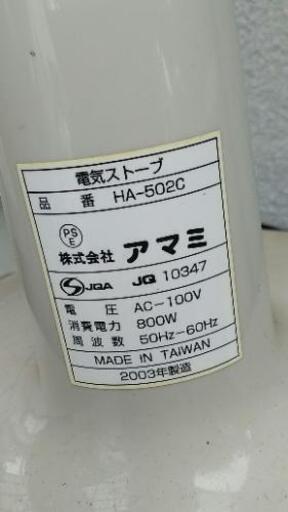 電気ストーブ
品 番 HA-502C
PS
E
株式会社 アマミ
JQA JQ 10347
電 圧 AC-100V
消費電力 800W
周 波 数 50Hz-60Hz
MADE IN TAIWAN
2003年製造